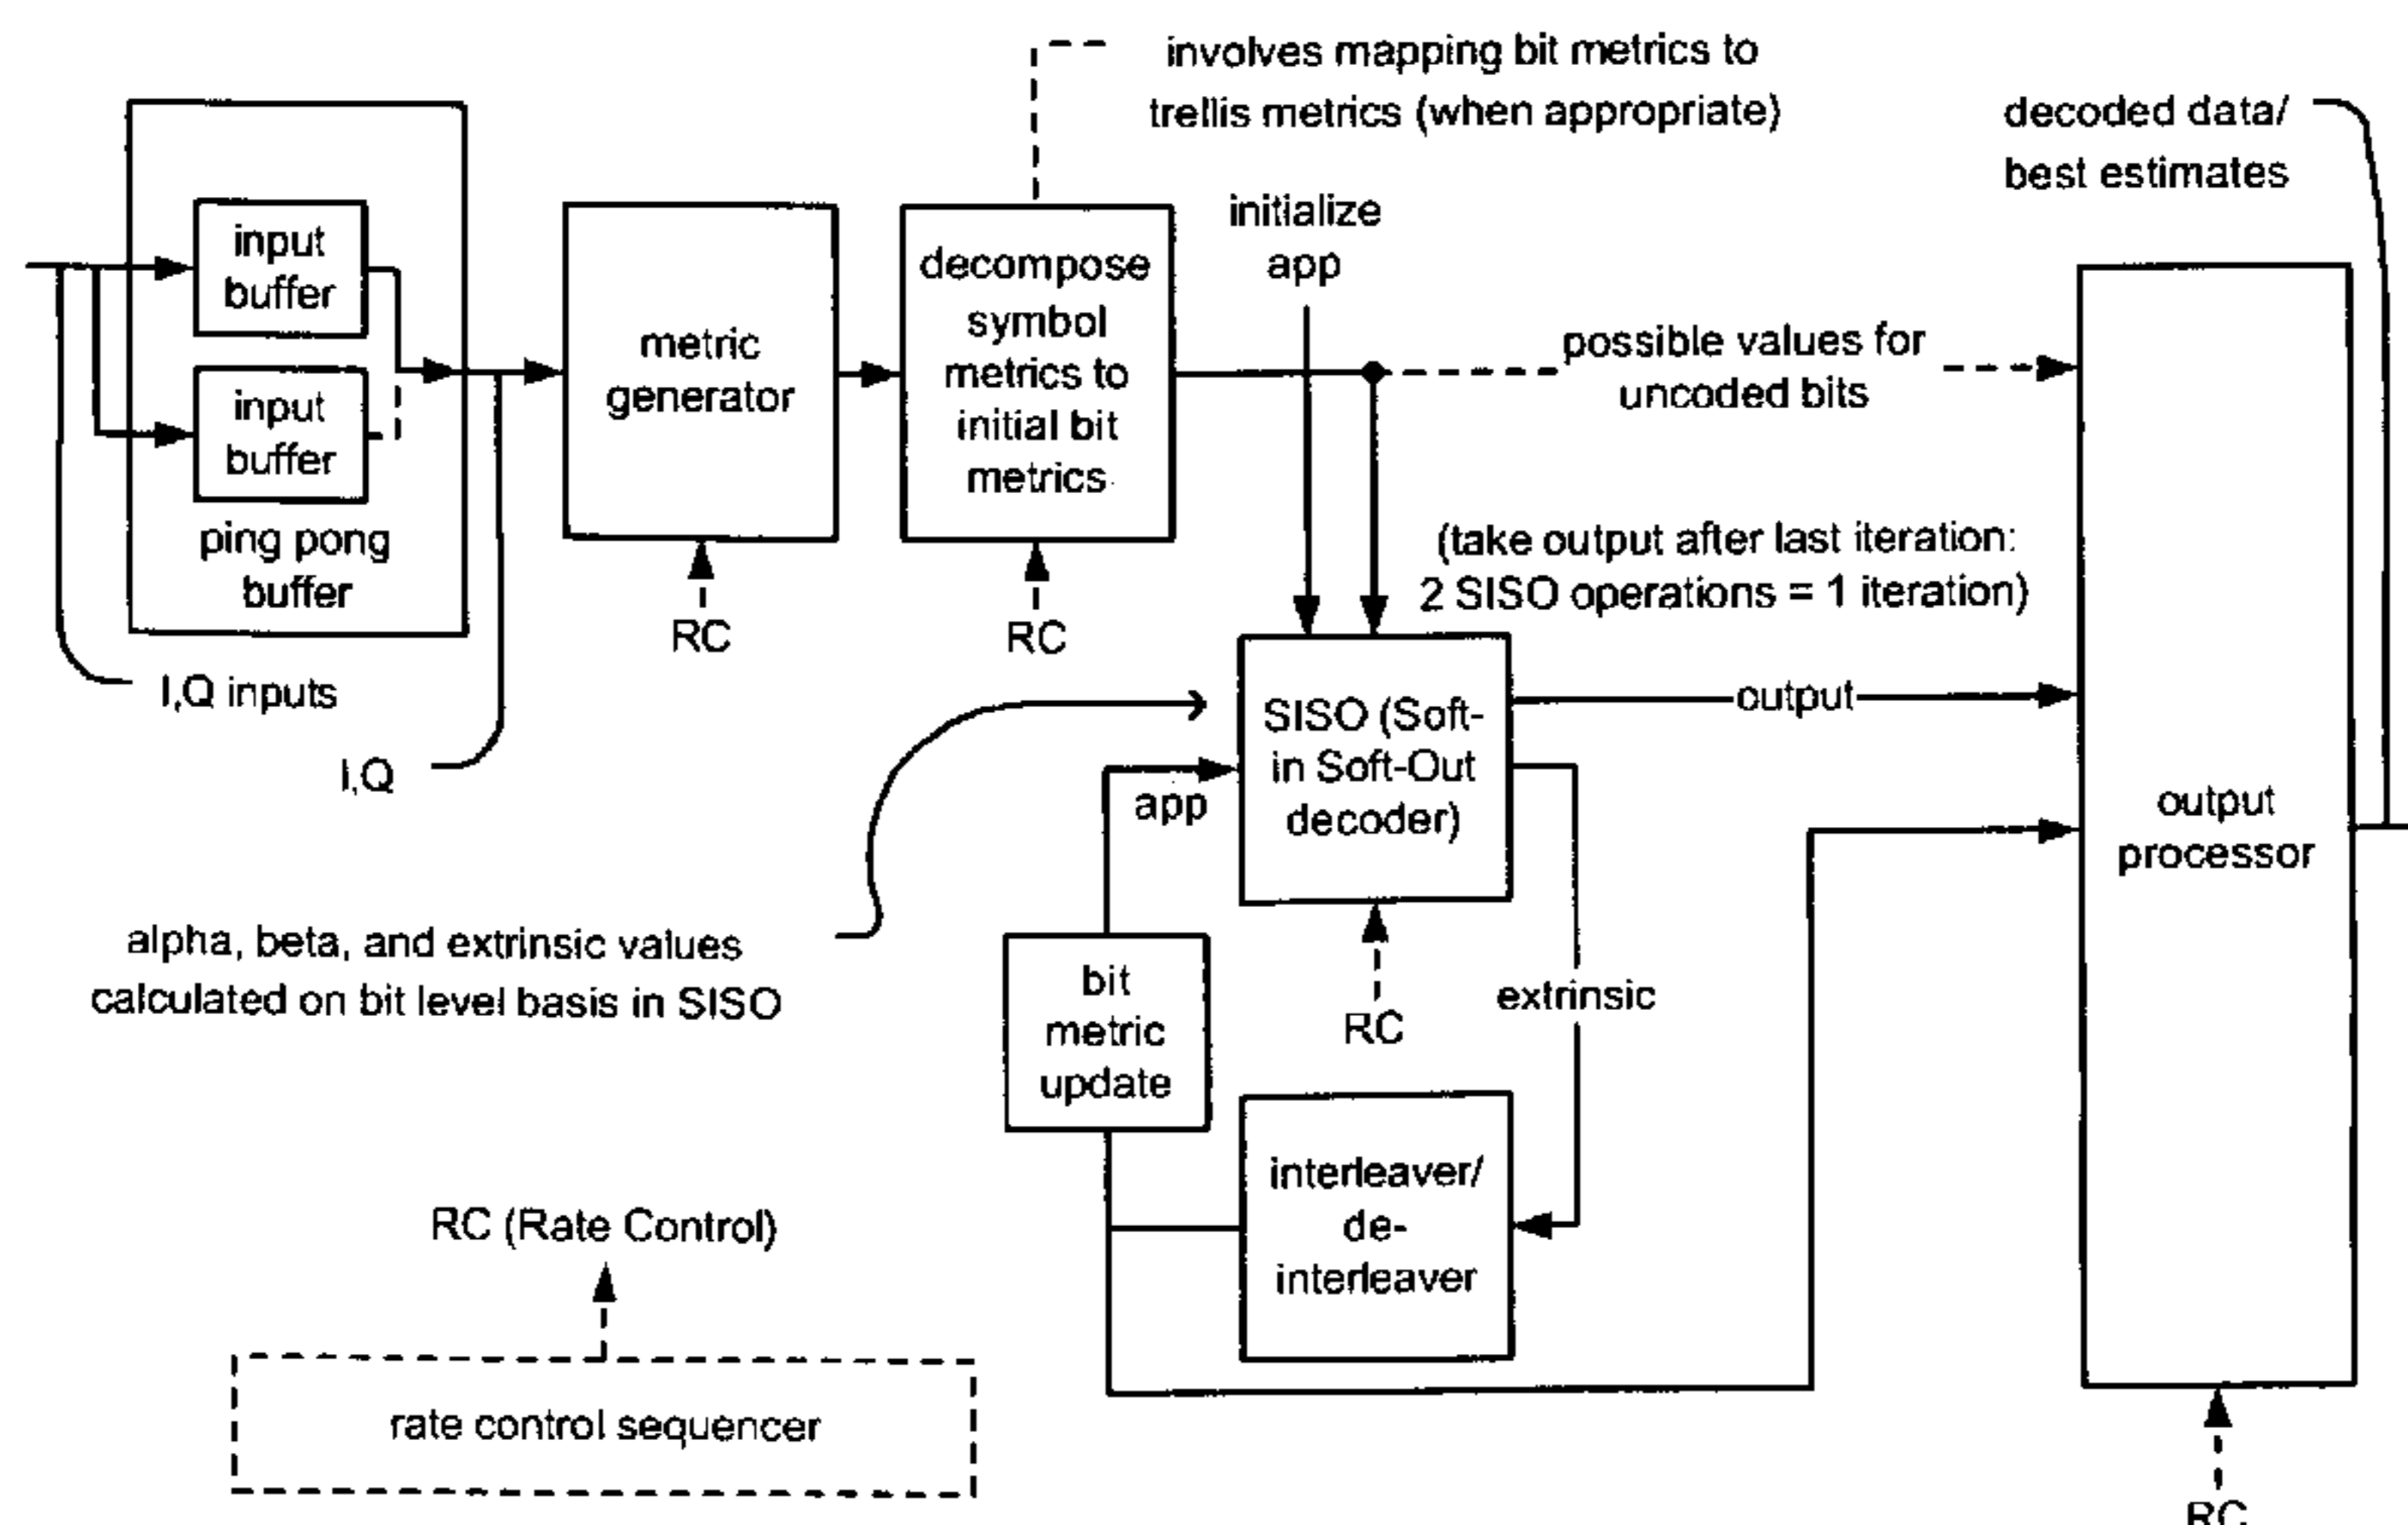 involves mapping bit metrics to
trellis metrics (when appropriate)
decoded data/
best estimates
input
buffer
input
buffer
ping pong
buffer
I,Q inputs
I,Q
metric
generator
RC
decompose
symbol
metrics to
initial bit
metrics
RC
initialize
app
possible values for
uncoded bits
(take output after last iteration:
2 SISO operations = 1 iteration)
SISO (Soft-
in Soft-Out
decoder)
output
app
output
processor
alpha, beta, and extrinsic values
calculated on bit level basis in SISO
bit
metric
update
RC
extrinsic
interleaver/
de-
interleaver
RC (Rate Control)
rate control sequencer
RC